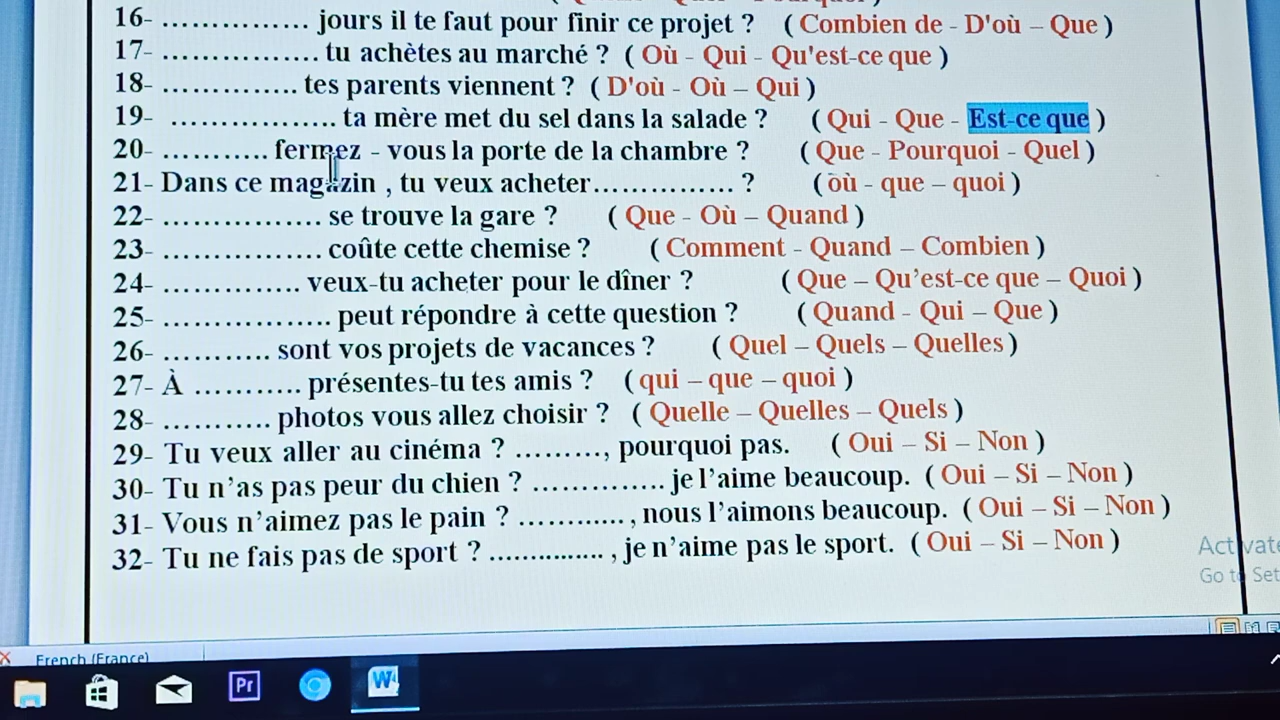 16- ............... jours il te faut pour finir ce projet ? ( Combien de - D'où – Que )
17- ................ tu achètes au marché ? ( Où - Qui - Qu'est-ce que )
18- .............. tes parents viennent ? ( D'où - Où – Qui )
19- ................. ta mère met du sel dans la salade ? ( Qui - Que - Est-ce que )
20- ........... fermez - vous la porte de la chambre ? ( Que - Pourquoi - Quel )
21- Dans ce magazin , tu veux acheter............... ? ( où - que – quoi )
22- ................ se trouve la gare ? ( Que - Où – Quand )
23- ................ coûte cette chemise ? ( Comment - Quand – Combien )
24- .............. veux-tu acheter pour le dîner ? ( Que – Qu’est-ce que – Quoi )
25- ................. peut répondre à cette question ? ( Quand - Qui – Que )
26- ........... sont vos projets de vacances ? ( Quel – Quels – Quelles )
27- À ........... présentes-tu tes amis ? ( qui – que – quoi )
28- ........... photos vous allez choisir ? ( Quelle – Quelles – Quels )
29- Tu veux aller au cinéma ? ........., pourquoi pas. ( Oui – Si – Non )
30- Tu n’as pas peur du chien ? .............. je l’aime beaucoup. ( Oui – Si – Non )
31- Vous n’aimez pas le pain ? ............ , nous l’aimons beaucoup. ( Oui – Si – Non )
32- Tu ne fais pas de sport ? ............... , je n’aime pas le sport. ( Oui – Si – Non )
Activate
Go to Set
French (France)
Pr
W